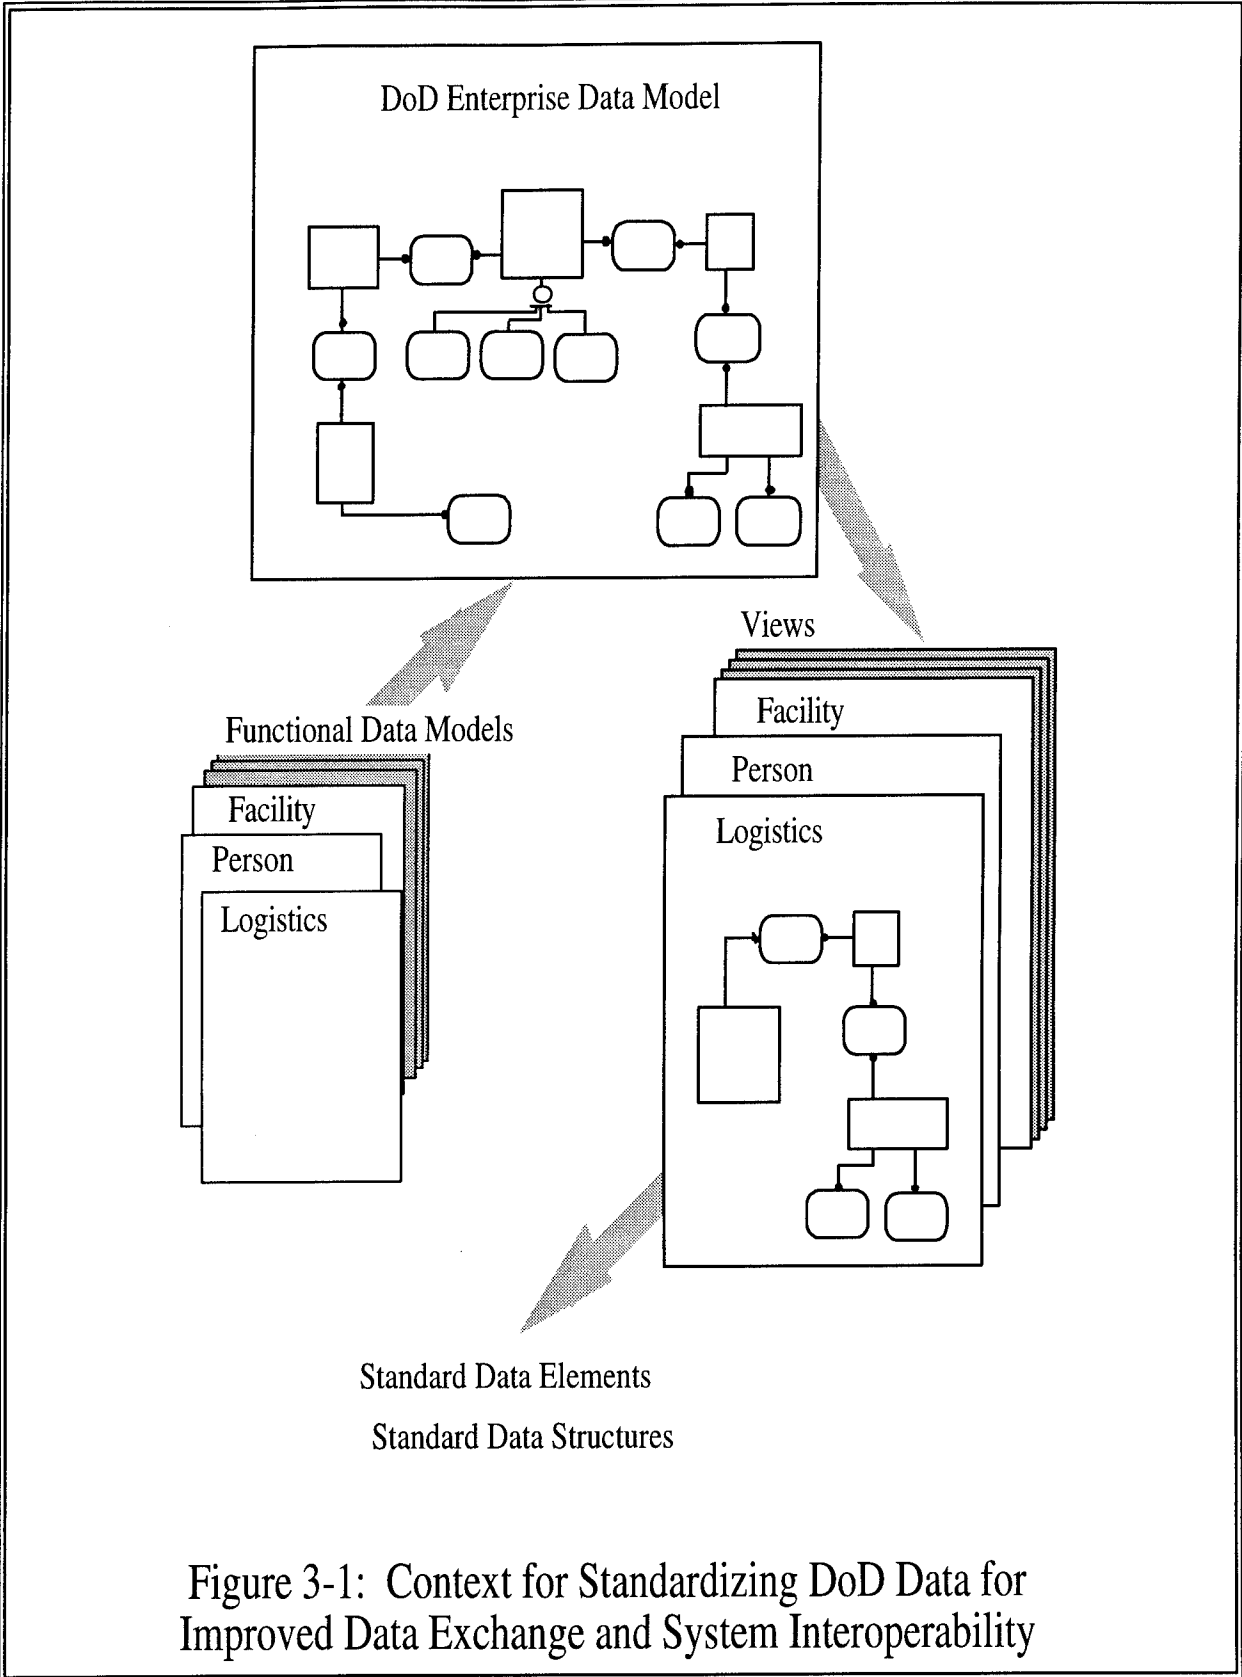 DoD Enterprise Data Model
Views
Functional Data Models
Facility
Person
Logistics
Facility
Person
Logistics
Standard Data Elements
Standard Data Structures
Figure 3-1: Context for Standardizing DoD Data for
Improved Data Exchange and System Interoperability